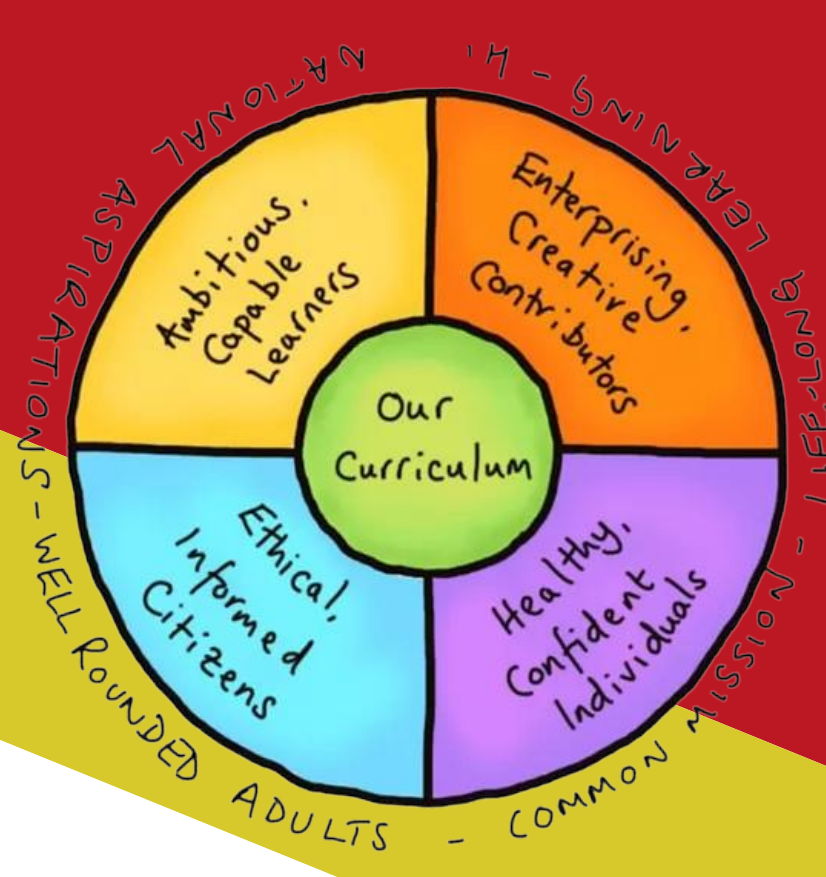 Ambitious,
Capable
Learners
Enterprising,
Creative
Contributors
Our
Curriculum
Ethical,
Informed
Citizens
Healthy,
Confident
Individuals
NATIONAL ASPIRATIONS - WELL ROUNDED ADULTS - COMMON MISSION - LIFE-LONG LEARNING -